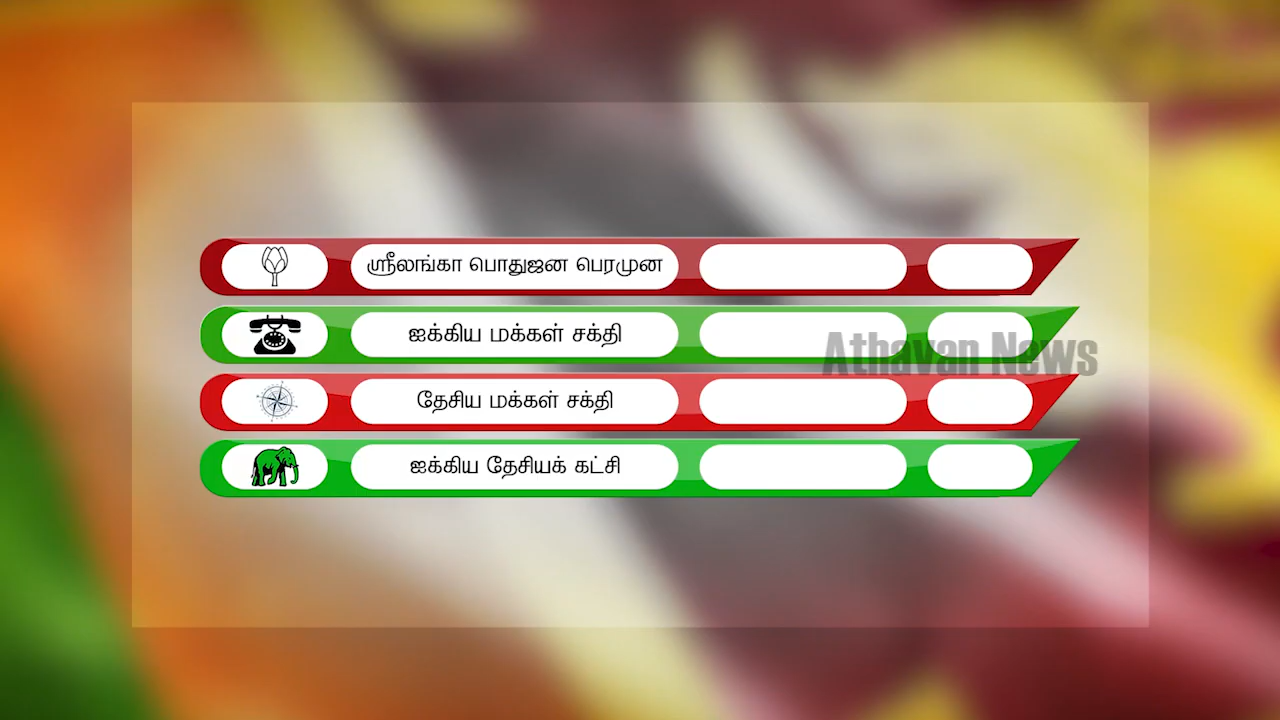 ஸ்ரீலங்கா பொதுஜன பெரமுன
ஐக்கிய மக்கள் சக்தி
Athavan News
தேசிய மக்கள் சக்தி
ஐக்கிய தேசியக் கட்சி